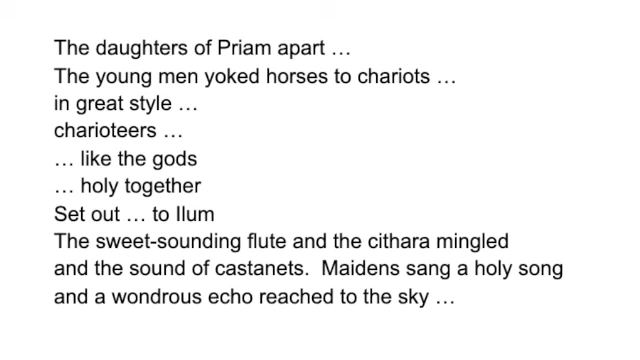 The daughters of Priam apart …
The young men yoked horses to chariots …
in great style …
charioteers …
… like the gods
… holy together
Set out … to Ilum
The sweet-sounding flute and the cithara mingled
and the sound of castanets.  Maidens sang a holy song
and a wondrous echo reached to the sky …